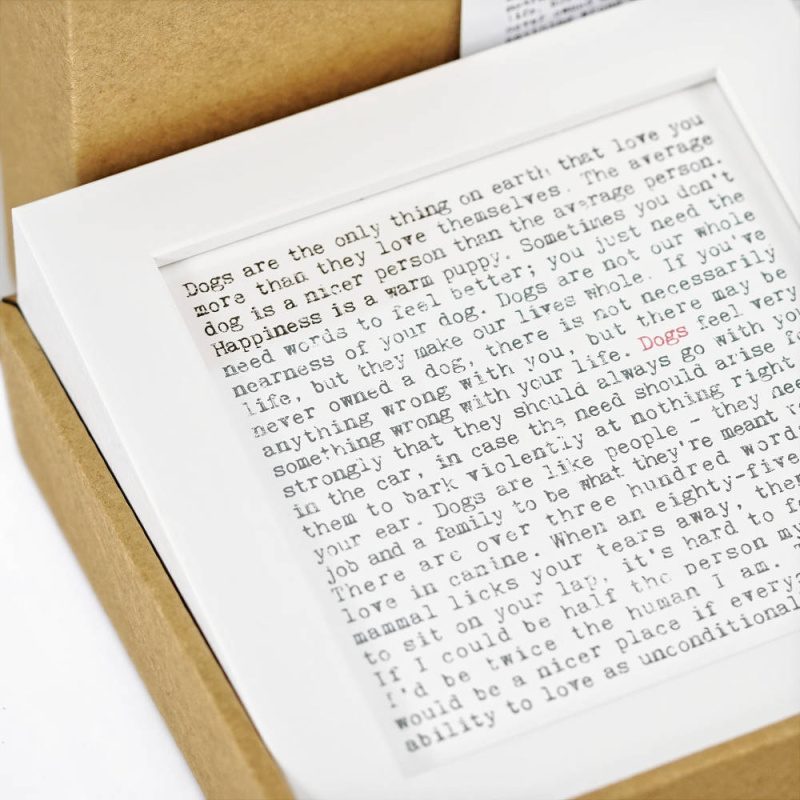 Dogs are the only thing on earth that love you
more than they love themselves. The average
dog is a nicer person than the average person.
Happiness is a warm puppy. Sometimes you don't
need words to feel better; you just need the
nearness of your dog. Dogs are not our whole
life, but they make our lives whole. If you've
never owned a dog, there is not necessarily
anything wrong with you, but there may be
something wrong with your life. Dogs feel very
strongly that they should always go with you
in the car, in case the need should arise fo
them to bark violently at nothing right
your ear. Dogs are like people – they nee
job and a family to be what they're meant
There are over three hundred words
love in canine. When an eighty-five
mammal licks your tears away, then
to sit on your lap, it's hard to f
If I could be half the person my
I'd be twice the human I am.
would be a nicer place if every
ability to love as unconditional